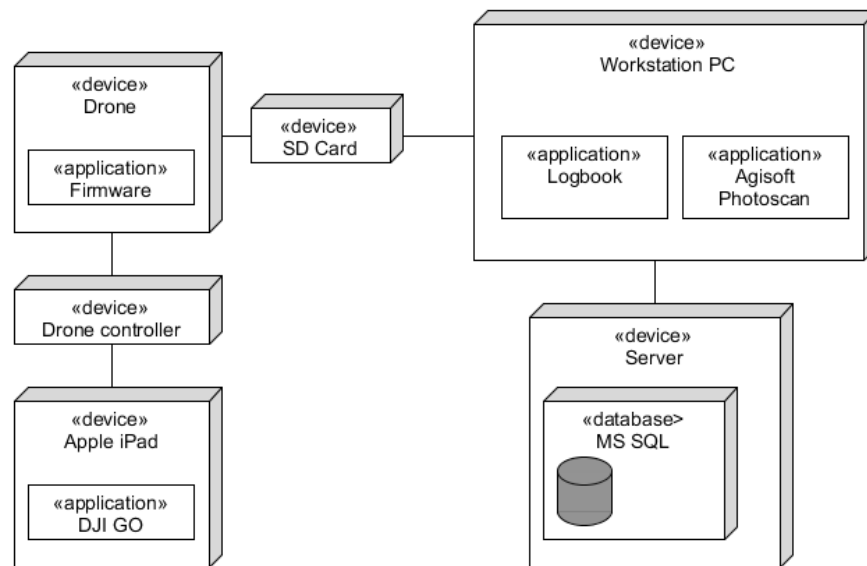 «device»
Drone
«application»
Firmware
«device»
SD Card
«device»
Workstation PC
«application»
Logbook
«application»
Agisoft
Photoscan
«device»
Drone controller
«device»
Apple iPad
«application»
DJI GO
«device»
Server
«database>
MS SQL